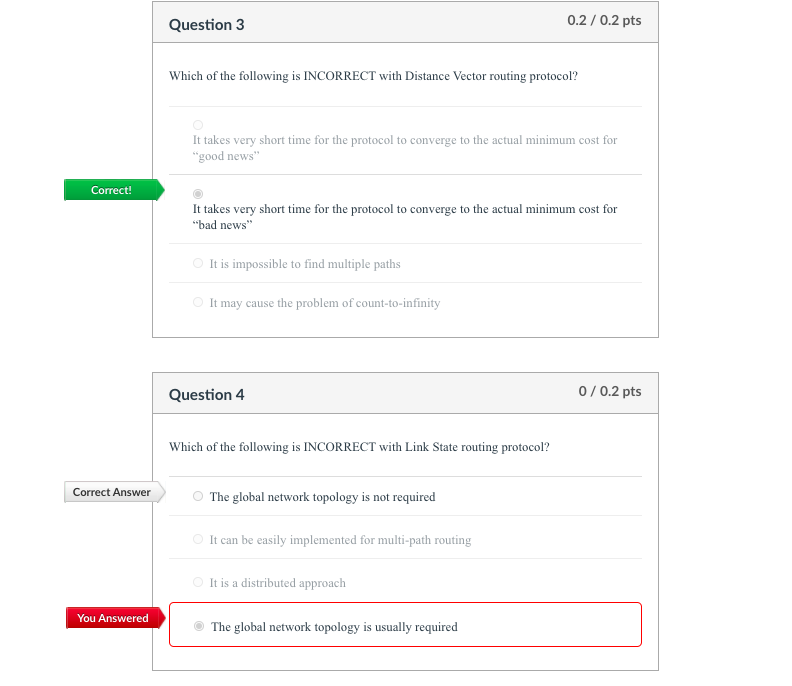 Question 3
0.2 / 0.2 pts
Which of the following is INCORRECT with Distance Vector routing protocol?
It takes very short time for the protocol to converge to the actual minimum cost for
“good news”
Correct!
It takes very short time for the protocol to converge to the actual minimum cost for
“bad news”
It is impossible to find multiple paths
It may cause the problem of count-to-infinity
Question 4
0 / 0.2 pts
Which of the following is INCORRECT with Link State routing protocol?
Correct Answer
The global network topology is not required
It can be easily implemented for multi-path routing
It is a distributed approach
You Answered
The global network topology is usually required